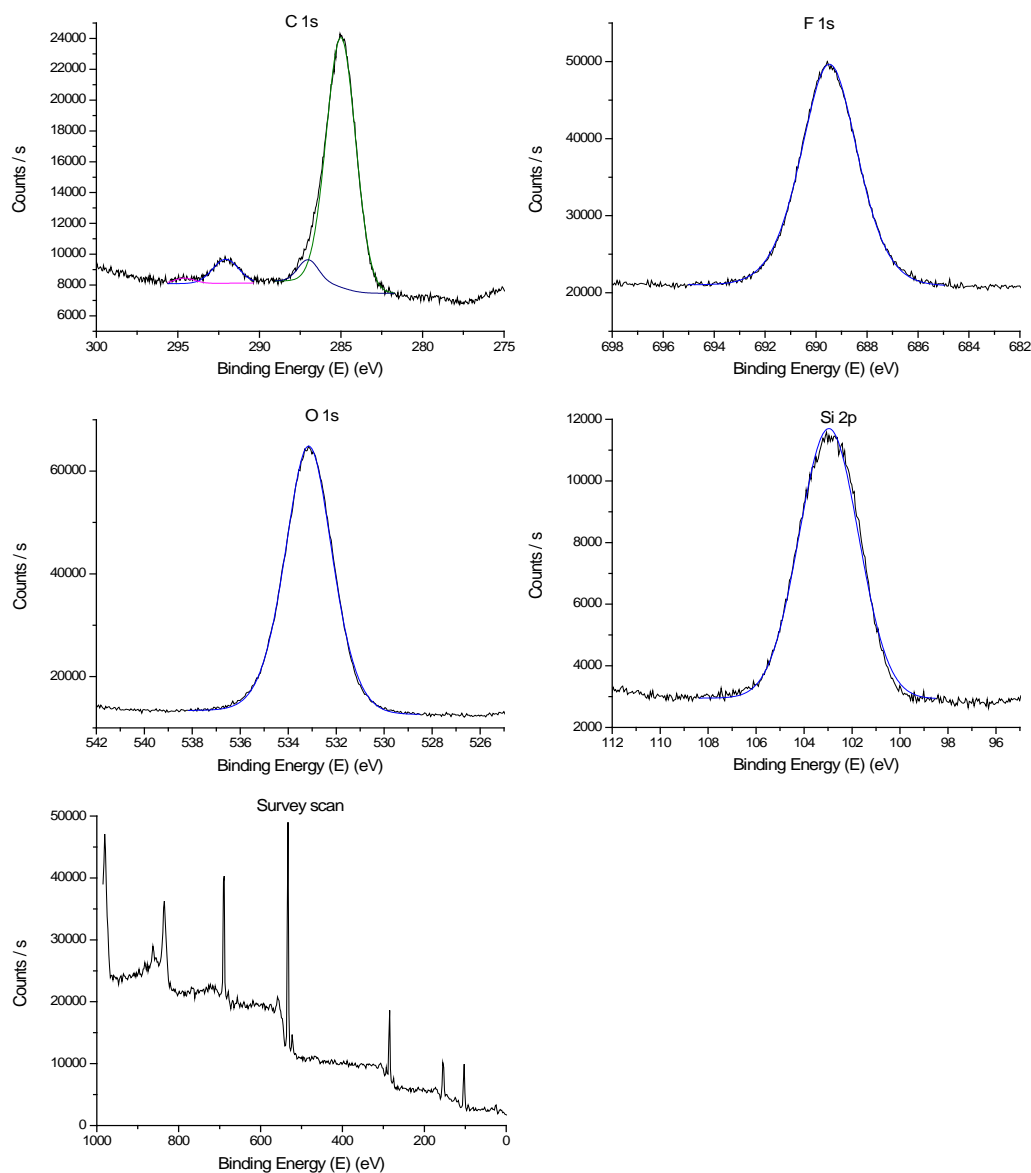 C 1s
24000
22000
20000
18000
16000
14000
12000
10000
8000
6000
Counts / s
300 295 290 285 280 275
Binding Energy (E) (eV)
F 1s
50000
40000
30000
20000
Counts / s
698 696 694 692 690 688 686 684 682
Binding Energy (E) (eV)
O 1s
60000
40000
20000
Counts / s
542 540 538 536 534 532 530 528 526
Binding Energy (E) (eV)
Si 2p
12000
10000
8000
6000
4000
2000
Counts / s
112 110 108 106 104 102 100 98 96
Binding Energy (E) (eV)
Survey scan
50000
40000
30000
20000
10000
0
Counts / s
1000 800 600 400 200 0
Binding Energy (E) (eV)